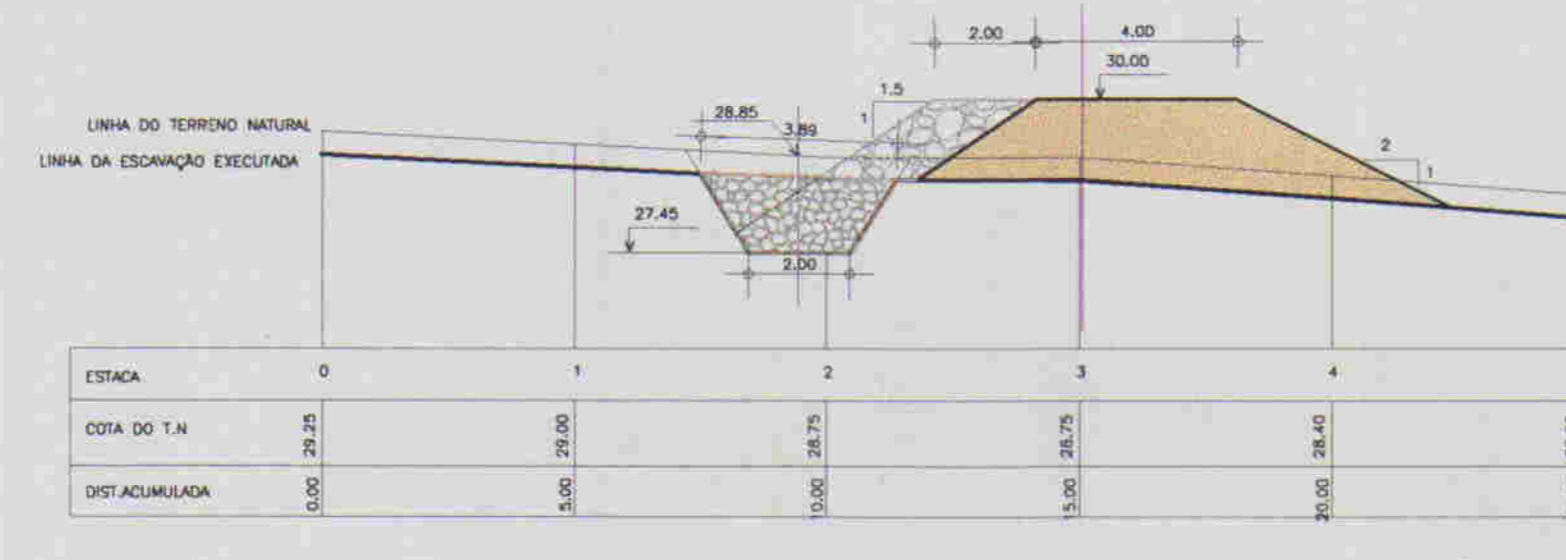 2.00 4.00
30.00
1.5
28.85
1
LINHA DO TERRENO NATURAL
3.89
2
LINHA DA ESCAVAÇÃO EXECUTADA
1
27.45
2.00
ESTACA 0 1 2 3 4
COTA DO T.N 29.25 29.00 28.75 28.75 28.40
DIST.ACUMULADA 0.00 5.00 10.00 15.00 20.00